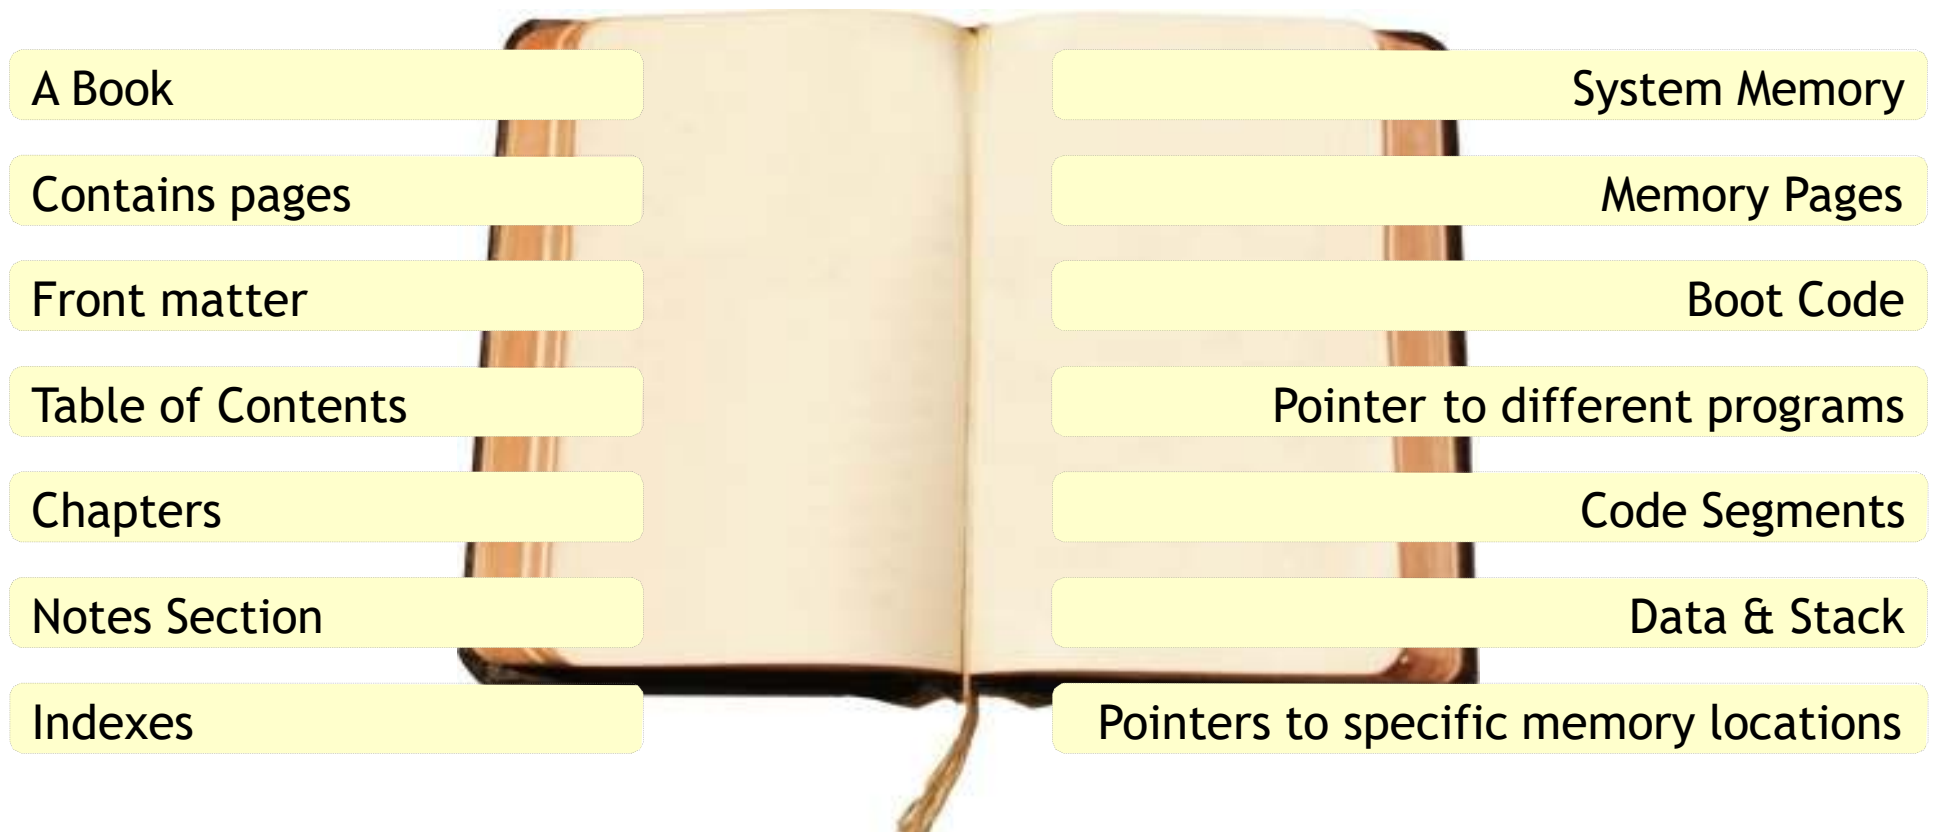 A Book
System Memory
Contains pages
Memory Pages
Front matter
Boot Code
Table of Contents
Pointer to different programs
Chapters
Code Segments
Notes Section
Data & Stack
Indexes
Pointers to specific memory locations